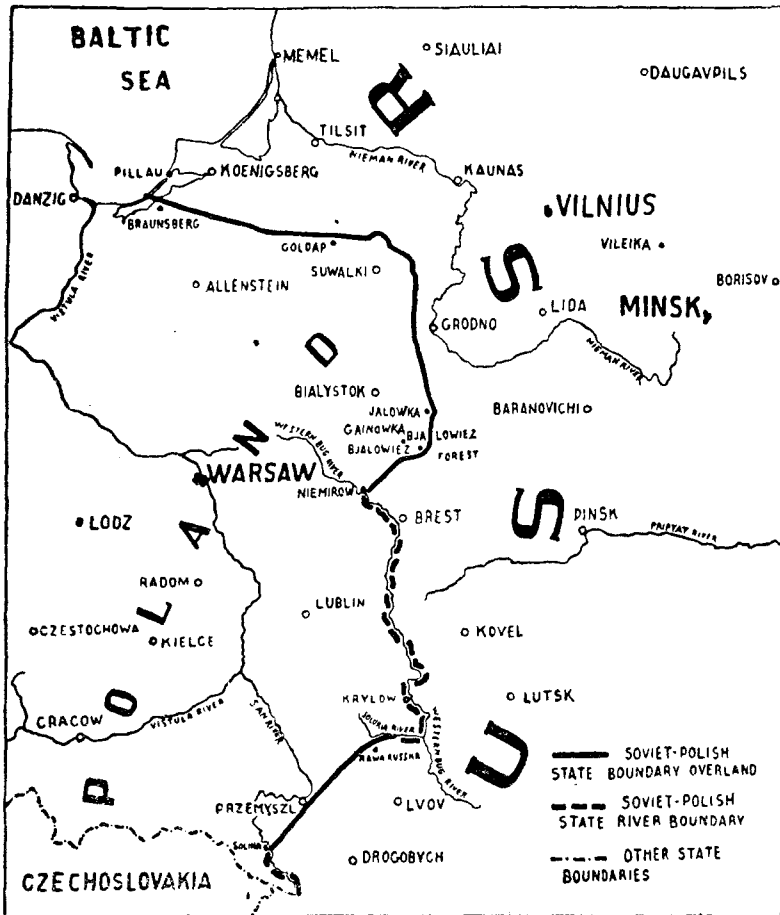 BALTIC
SEA
MEMEL
SIAULIAI
DAUGAVPILS
TILSIT
NIEMAN RIVER
KAUNAS
PILLAU
KOENIGSBERG
DANZIG
BRAUNSBERG
VILNIUS
GOLDAP
SUWALKI
VILEIKA
ALLENSTEIN
BORISOV
VISTULA RIVER
GRODNO
LIDA
MINSK
NIEMAN RIVER
BIALYSTOK
JALOWKA
BARANOVICHI
GAINOWKA
BJALOWIEZ
BJALOWIEZ
FOREST
WESTERN BUG RIVER
WARSAW
NIEMIROW
BREST
LODZ
PINSK
PRIPYAT RIVER
RADOM
LUBLIN
CZESTOCHOWA
KIELCE
KOVEL
KRYLOW
LUTSK
CRACOW
VISTULA RIVER
SAN RIVER
SOLOKIA RIVER
WESTERN BUG RIVER
RAWA RUSSKA
POLAND
USSR
PRZEMYSZL
LVOV
SOLINA
DROGOBYCH
CZECHOSLOVAKIA
SOVIET-POLISH
STATE BOUNDARY OVERLAND
SOVIET-POLISH
STATE RIVER BOUNDARY
OTHER STATE
BOUNDARIES